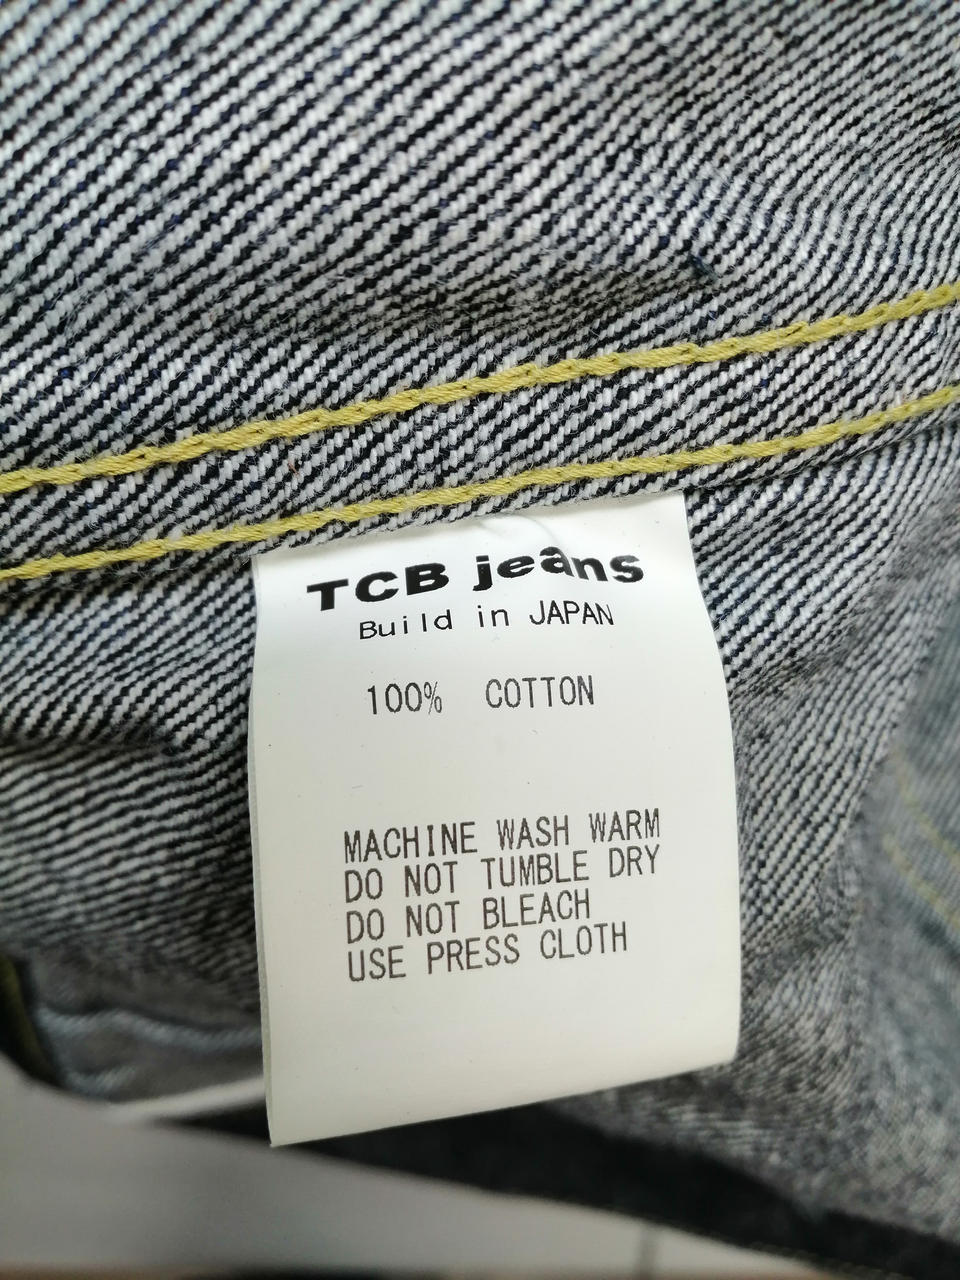 TCB jeans
Build in JAPAN
100% COTTON
MACHINE WASH WARM
DO NOT TUMBLE DRY
DO NOT BLEACH
USE PRESS CLOTH